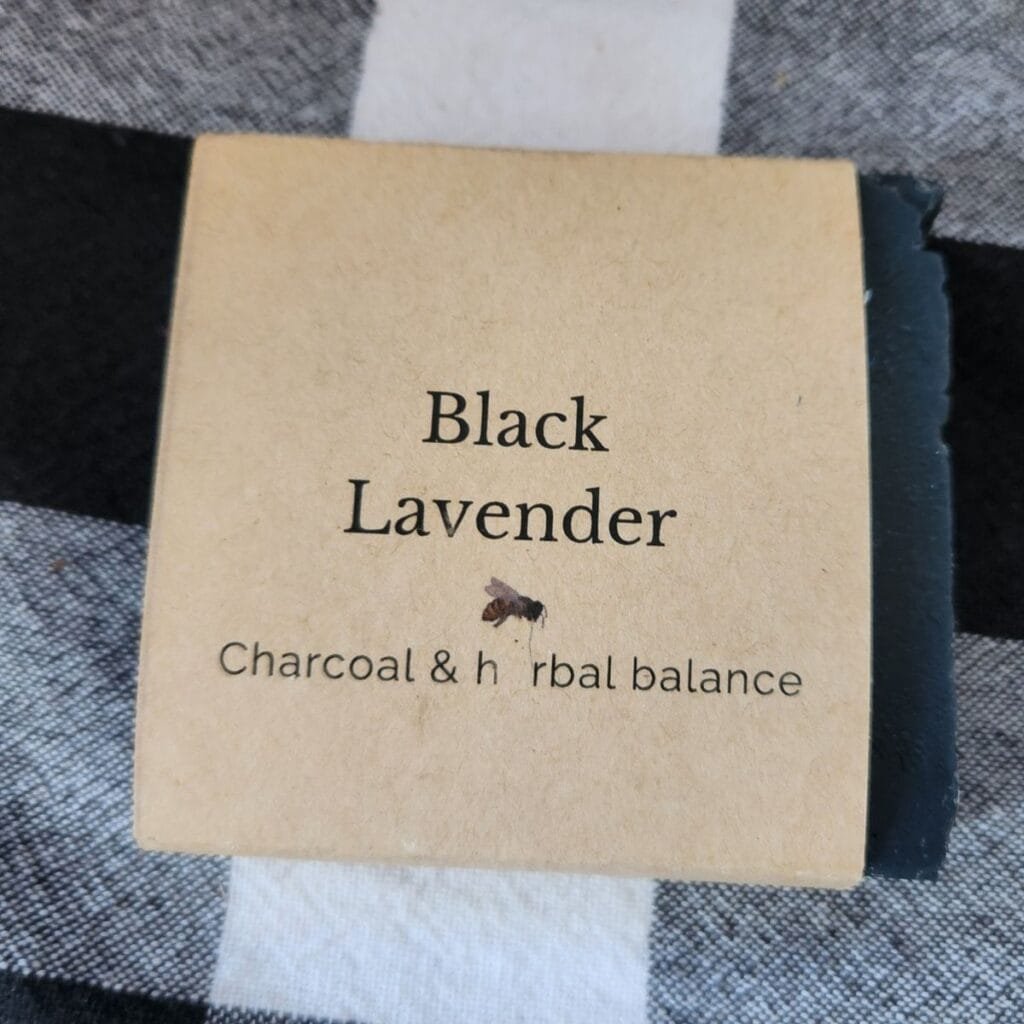 Black
Lavender
Charcoal & h rbal balance